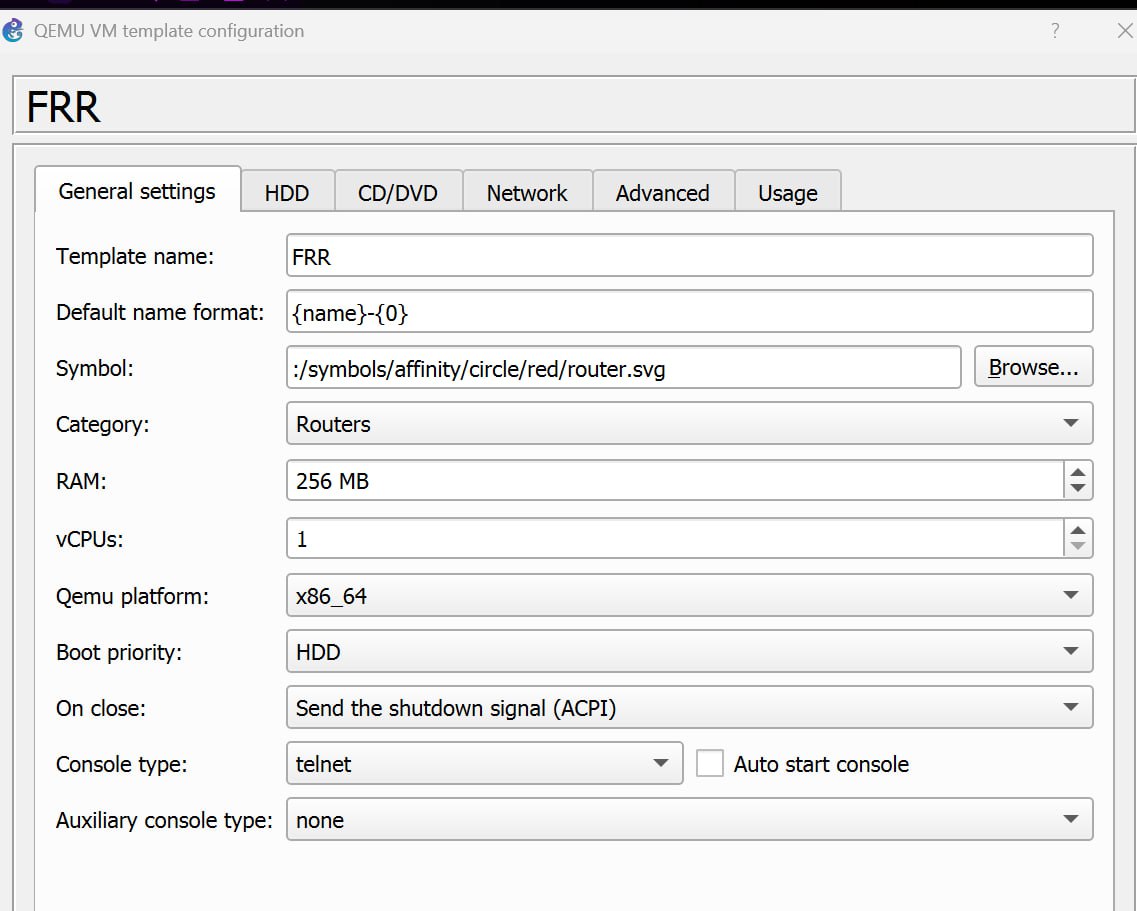 QEMU VM template configuration ?
FRR
General settings HDD CD/DVD Network Advanced Usage
Template name: FRR
Default name format: {name}-{0}
Symbol: :/symbols/affinity/circle/red/router.svg Browse...
Category: Routers
RAM: 256 MB
vCPUs: 1
Qemu platform: x86_64
Boot priority: HDD
On close: Send the shutdown signal (ACPI)
Console type: telnet Auto start console
Auxiliary console type: none